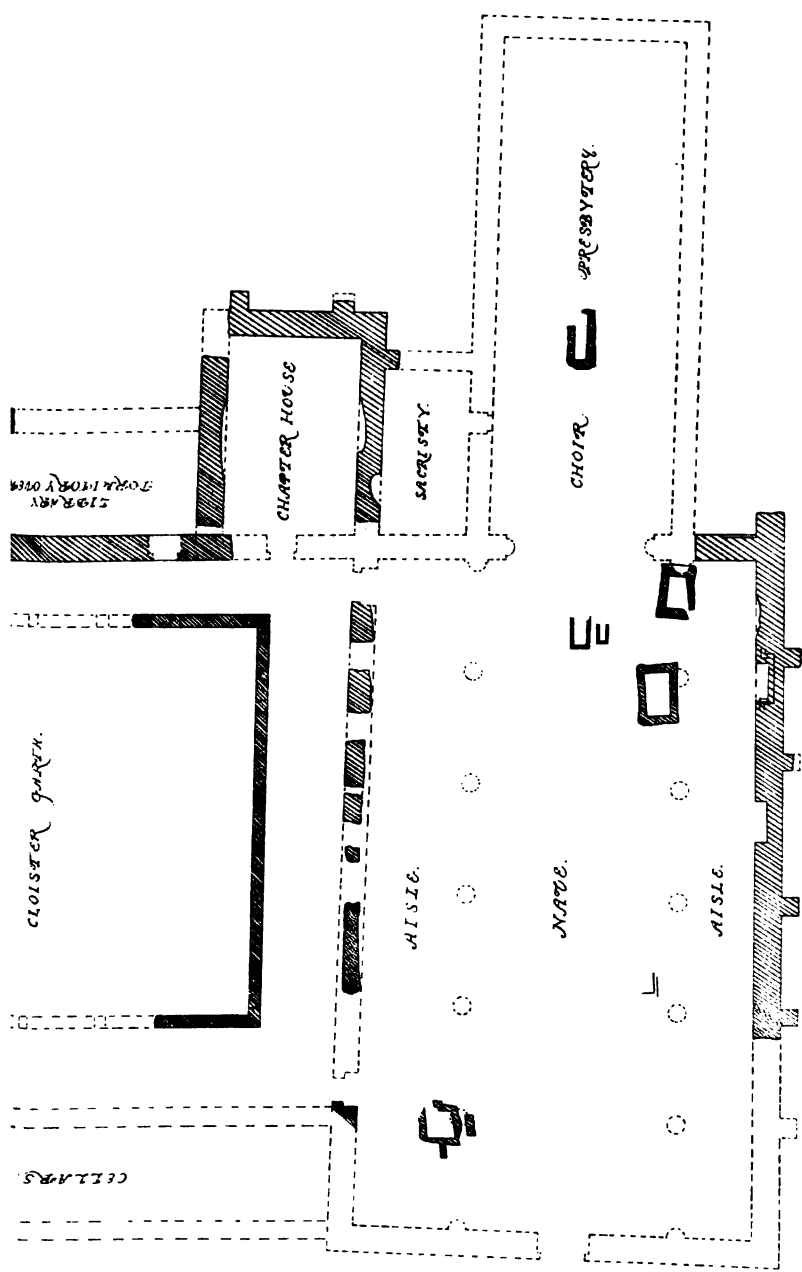 PRESBYTERY.
CHOIR.
CHAPTER HOUSE
SACRISTY.
LIBRARY
DORMITORY OVER
CLOISTER GARTH.
AISLE.
NAVE.
AISLE.
CELLARS.